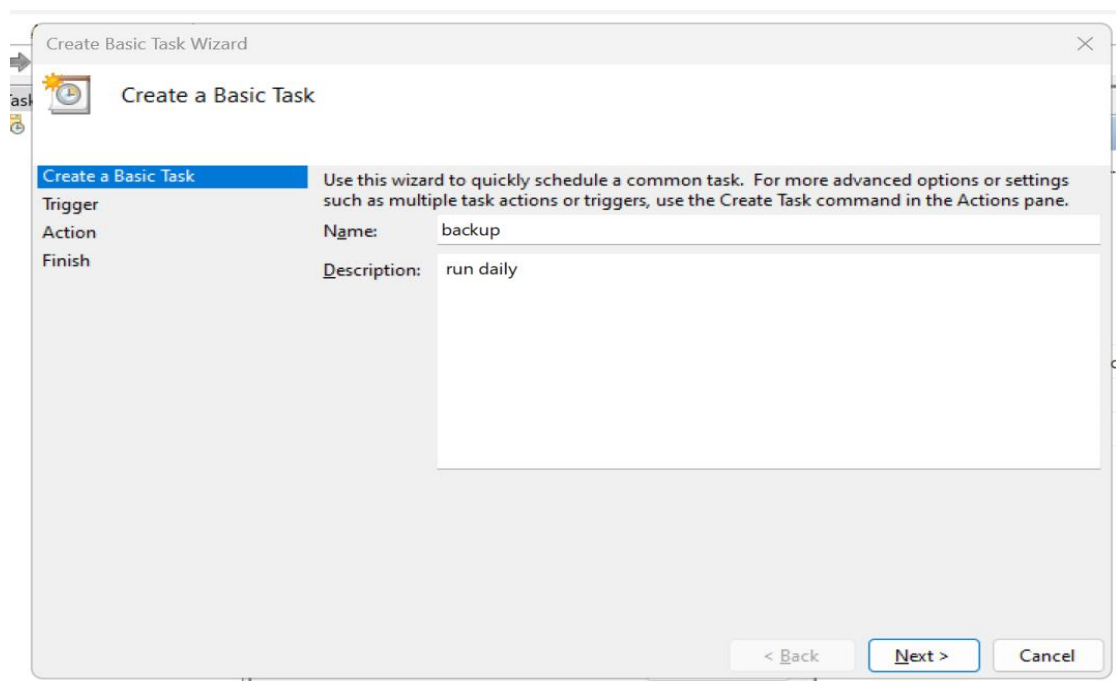 Create Basic Task Wizard
Create a Basic Task
Create a Basic Task
Trigger
Action
Finish
Use this wizard to quickly schedule a common task. For more advanced options or settings
such as multiple task actions or triggers, use the Create Task command in the Actions pane.
Name: backup
Description: run daily
< Back Next > Cancel